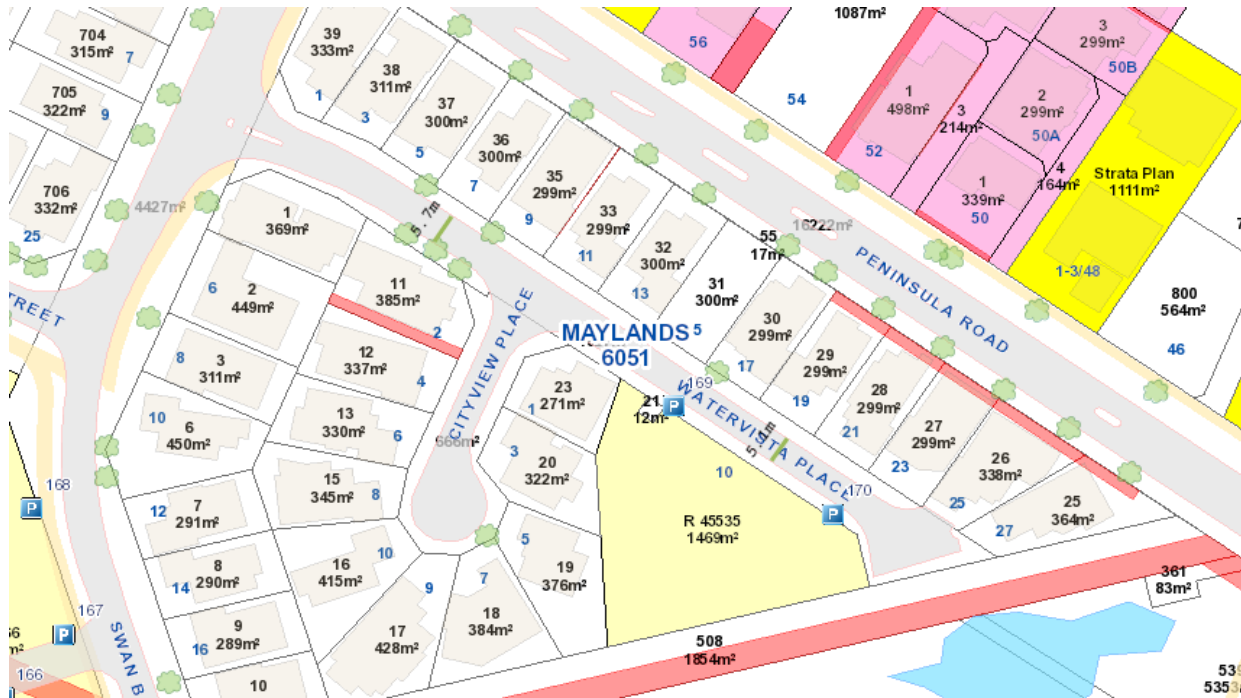 704
315m²
7
705
322m²
9
706
332m²
25
4427m²
39
333m²
1
38
311m²
3
37
300m²
5
36
300m²
7
35
299m²
9
33
299m²
11
32
300m²
13
31
300m²
55
17m²
30
299m²
17
29
299m²
19
28
299m²
21
27
299m²
23
26
338m²
25
25
364m²
27
56
54
1087m²
1
498m²
52
3
214m²
3
299m²
50B
2
299m²
50A
1
339m²
50
4
164m²
Strata Plan
1111m²
1-3/48
800
564m²
46
PENINSULA ROAD
5.7m
1
369m²
2
449m²
6
11
385m²
2
3
311m²
8
12
337m²
4
6
450m²
10
13
330m²
6
7
291m²
12
15
345m²
8
8
290m²
14
16
415m²
10
9
289m²
16
17
428m²
9
10
18
384m²
7
19
376m²
5
20
322m²
3
23
271m²
1
666m²
CITYVIEW PLACE
MAYLANDS
5
6051
169
P
12m²
WATERVISTA PLACE
10
170
P
R 45535
1469m²
508
1854m²
361
83m²
168
P
167
P
166
SWAN B